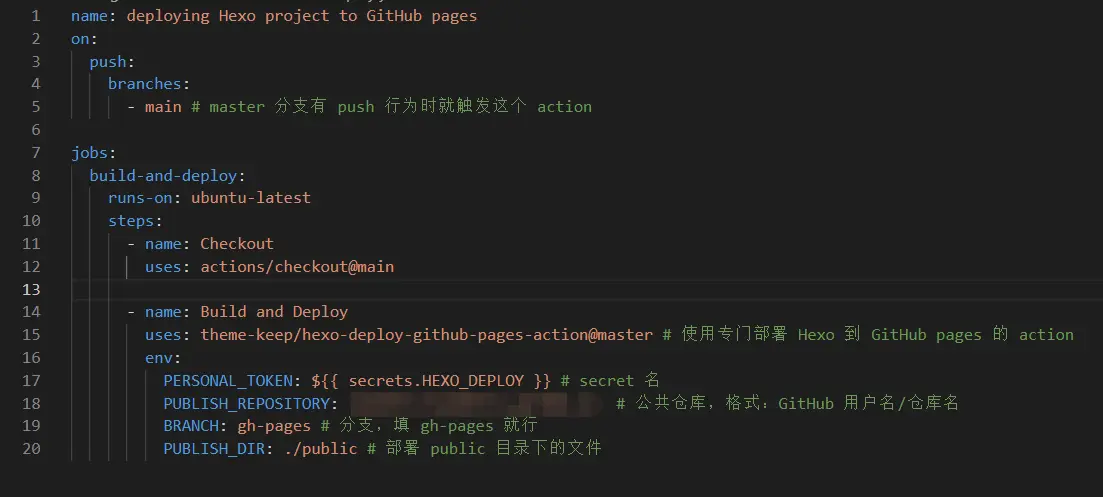 1 name: deploying Hexo project to GitHub pages
2 on:
3 push:
4 branches:
5 - main # master 分支有 push 行为时就触发这个 action
6
7 jobs:
8 build-and-deploy:
9 runs-on: ubuntu-latest
10 steps:
11 - name: Checkout
12 uses: actions/checkout@main
13
14 - name: Build and Deploy
15 uses: theme-keep/hexo-deploy-github-pages-action@master # 使用专门部署 Hexo 到 GitHub pages 的 action
16 env:
17 PERSONAL_TOKEN: ${{ secrets.HEXO_DEPLOY }} # secret 名
18 PUBLISH_REPOSITORY: # 公共仓库，格式：GitHub 用户名/仓库名
19 BRANCH: gh-pages # 分支，填 gh-pages 就行
20 PUBLISH_DIR: ./public # 部署 public 目录下的文件